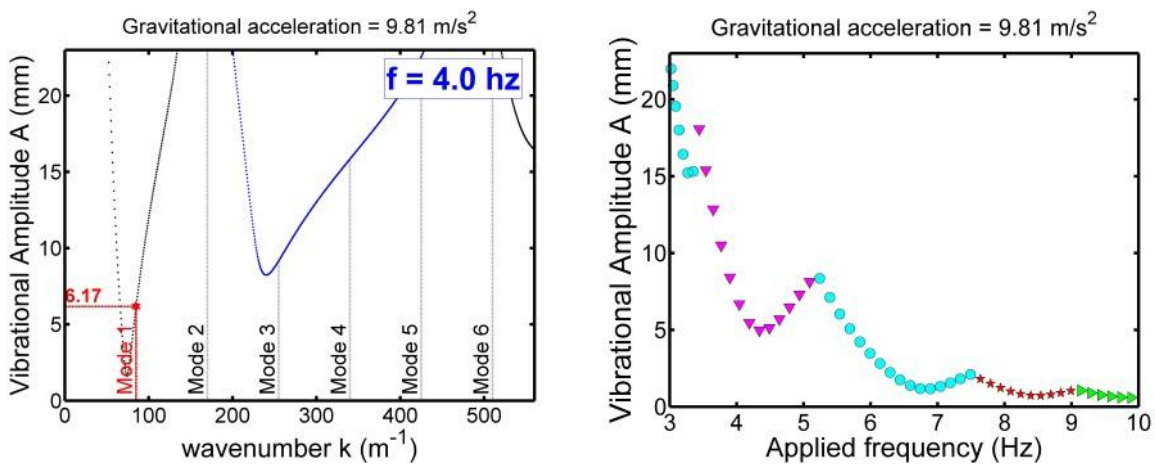 Gravitational acceleration = 9.81 m/s²
Vibrational Amplitude A (mm)
20
15
10
5
0
f = 4.0 hz
6.17
Mode 1
Mode 2
Mode 3
Mode 4
Mode 5
Mode 6
0 100 200 300 400 500
wavenumber k (m⁻¹)
Gravitational acceleration = 9.81 m/s²
Vibrational Amplitude A (mm)
20
15
10
5
0
3 4 5 6 7 8 9 10
Applied frequency (Hz)